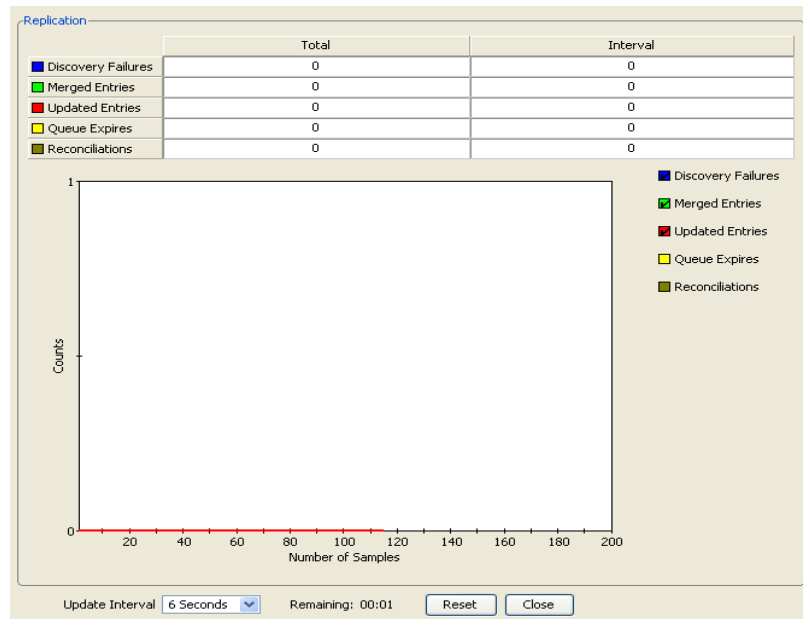 Replication
Total Interval
Discovery Failures 0 0
Merged Entries 0 0
Updated Entries 0 0
Queue Expires 0 0
Reconciliations 0 0
Discovery Failures
Merged Entries
Updated Entries
Queue Expires
Reconciliations
1
Counts
0
20 40 60 80 100 120 140 160 180 200
Number of Samples
Update Interval 6 Seconds Remaining: 00:01 Reset Close